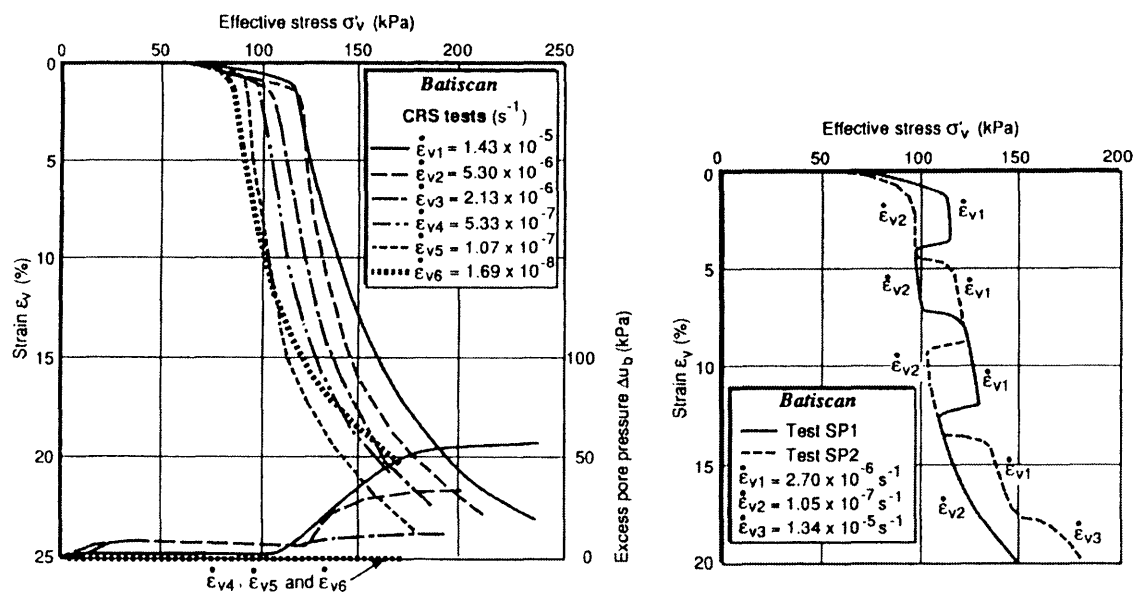 Effective stress σ'v (kPa)
0 50 100 150 200 250
0
5
10
15
20
25
Strain εv (%)
Batiscan
CRS tests (s⁻¹)
ε̇v1 = 1.43 x 10⁻⁵
ε̇v2 = 5.30 x 10⁻⁶
ε̇v3 = 2.13 x 10⁻⁶
ε̇v4 = 5.33 x 10⁻⁷
ε̇v5 = 1.07 x 10⁻⁷
ε̇v6 = 1.69 x 10⁻⁸
100
50
0
Excess pore pressure Δub (kPa)
ε̇v4, ε̇v5 and ε̇v6
Effective stress σ'v (kPa)
0 50 100 150 200
0
5
10
15
20
Strain εv (%)
ε̇v2
ε̇v1
ε̇v2
ε̇v1
ε̇v2
ε̇v1
ε̇v1
ε̇v2
ε̇v3
Batiscan
Test SP1
Test SP2
ε̇v1 = 2.70 x 10⁻⁶ s⁻¹
ε̇v2 = 1.05 x 10⁻⁷ s⁻¹
ε̇v3 = 1.34 x 10⁻⁵ s⁻¹